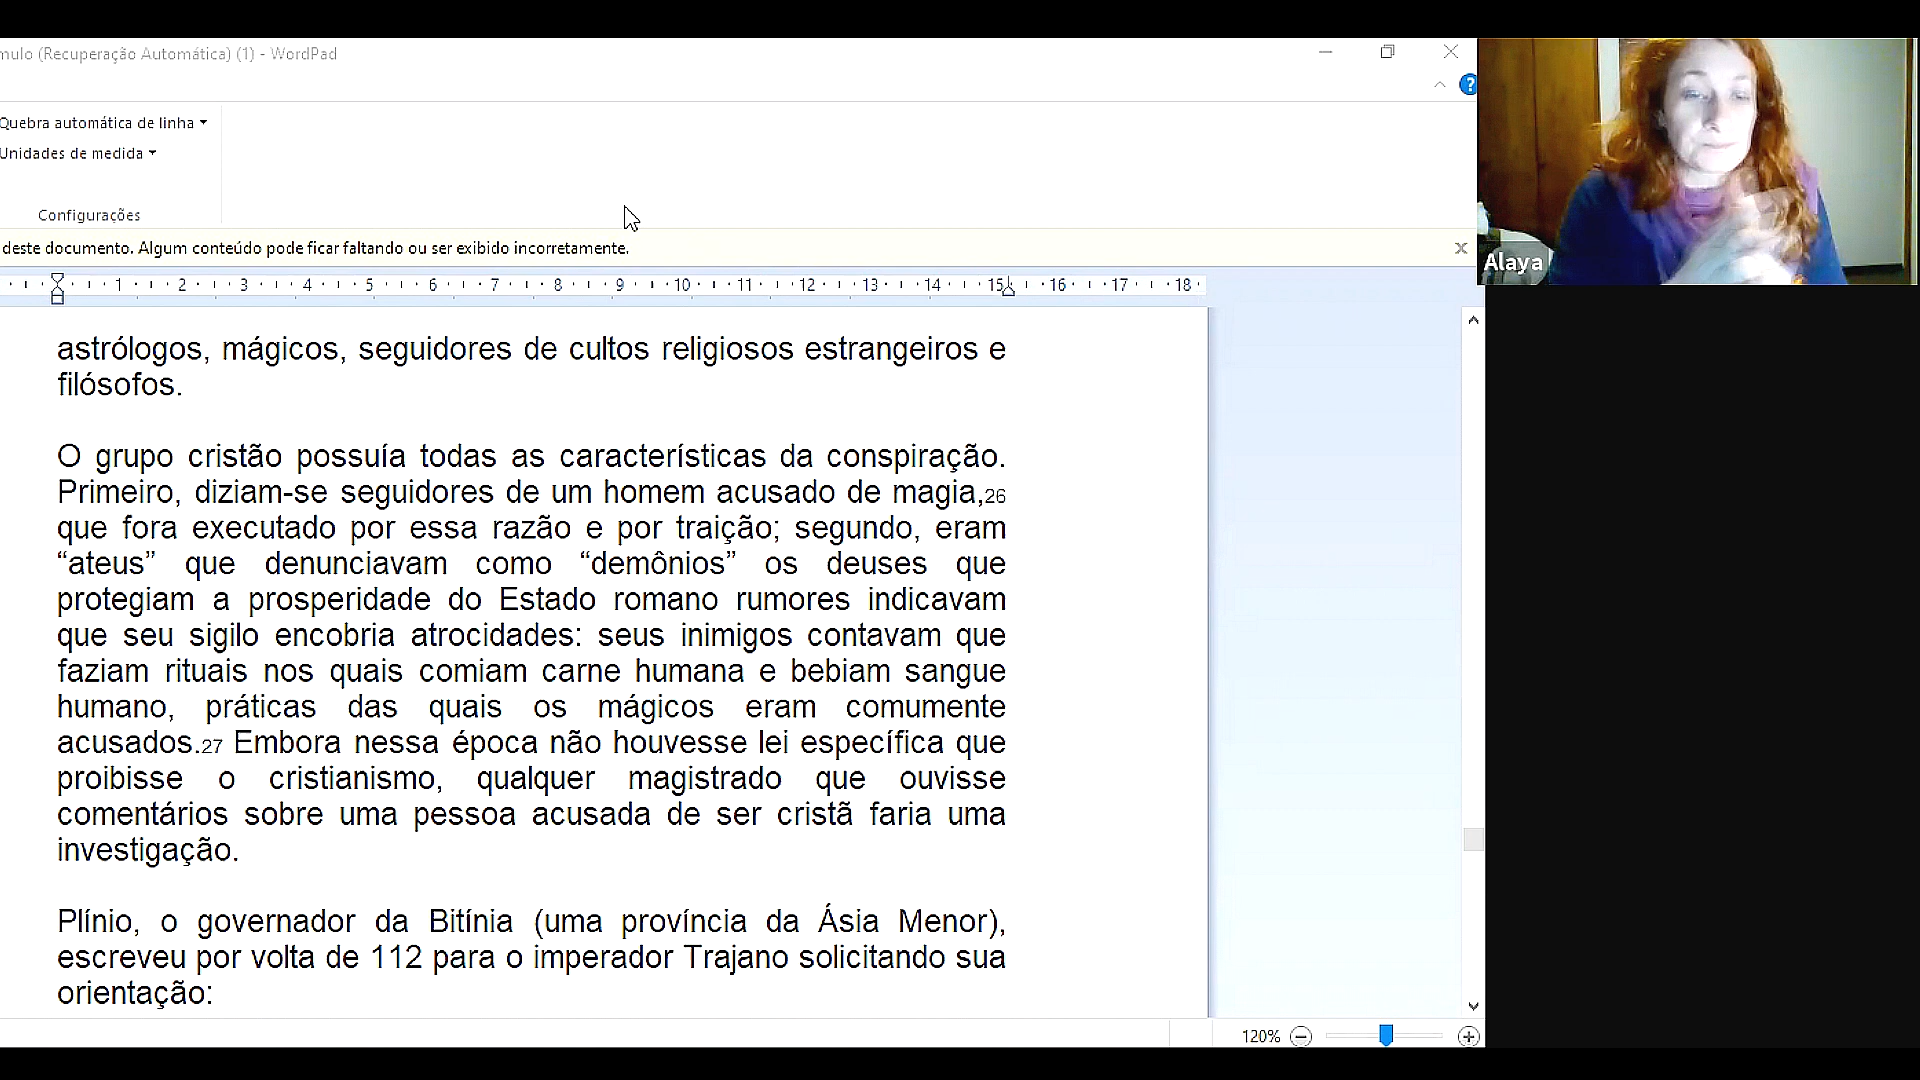 mulo (Recuperação Automática) (1) - WordPad
Quebra automática de linha
Unidades de medida
Configurações
deste documento. Algum conteúdo pode ficar faltando ou ser exibido incorretamente.
1 2 3 4 5 6 7 8 9 10 11 12 13 14 15 16 17 18
Alaya
astrólogos, mágicos, seguidores de cultos religiosos estrangeiros e
filósofos.
O grupo cristão possuía todas as características da conspiração.
Primeiro, diziam-se seguidores de um homem acusado de magia,26
que fora executado por essa razão e por traição; segundo, eram
“ateus” que denunciavam como “demônios” os deuses que
protegiam a prosperidade do Estado romano rumores indicavam
que seu sigilo encobria atrocidades: seus inimigos contavam que
faziam rituais nos quais comiam carne humana e bebiam sangue
humano, práticas das quais os mágicos eram comumente
acusados.27 Embora nessa época não houvesse lei específica que
proibisse o cristianismo, qualquer magistrado que ouvisse
comentários sobre uma pessoa acusada de ser cristã faria uma
investigação.
Plínio, o governador da Bitínia (uma província da Ásia Menor),
escreveu por volta de 112 para o imperador Trajano solicitando sua
orientação:
120%